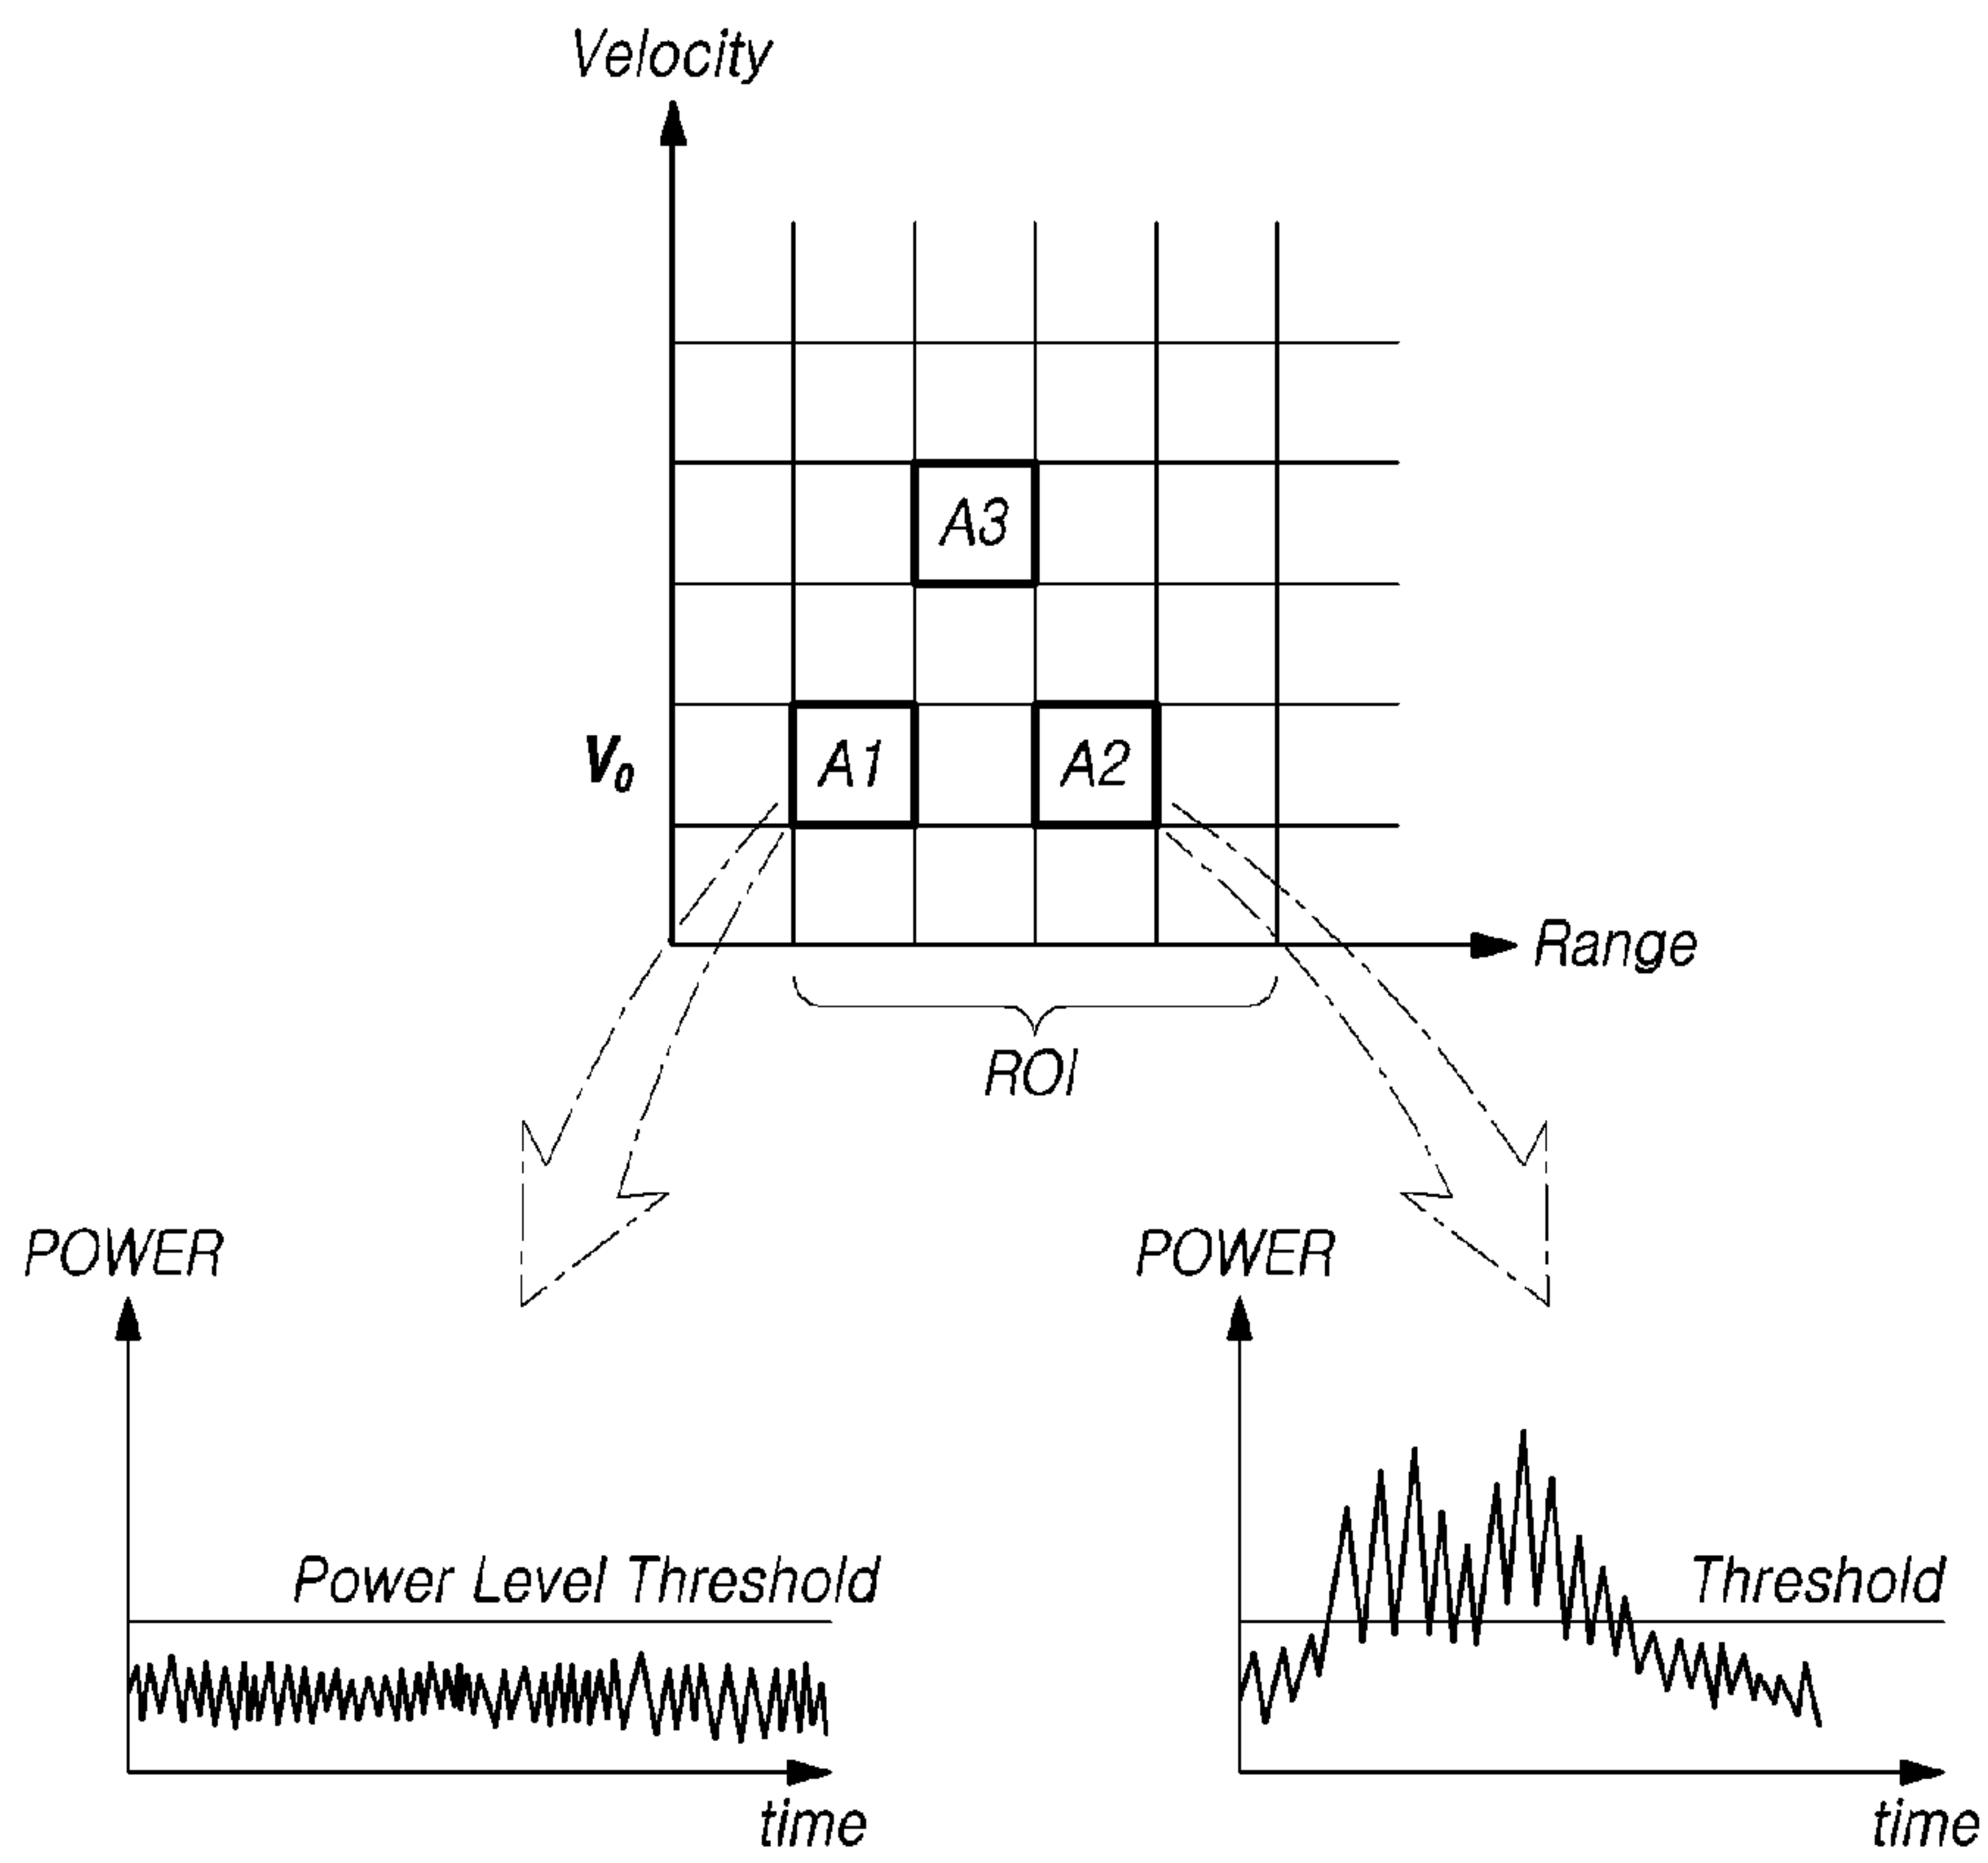 Velocity
A3
V0
A1
A2
Range
ROI
POWER
POWER
Power Level Threshold
Threshold
time
time